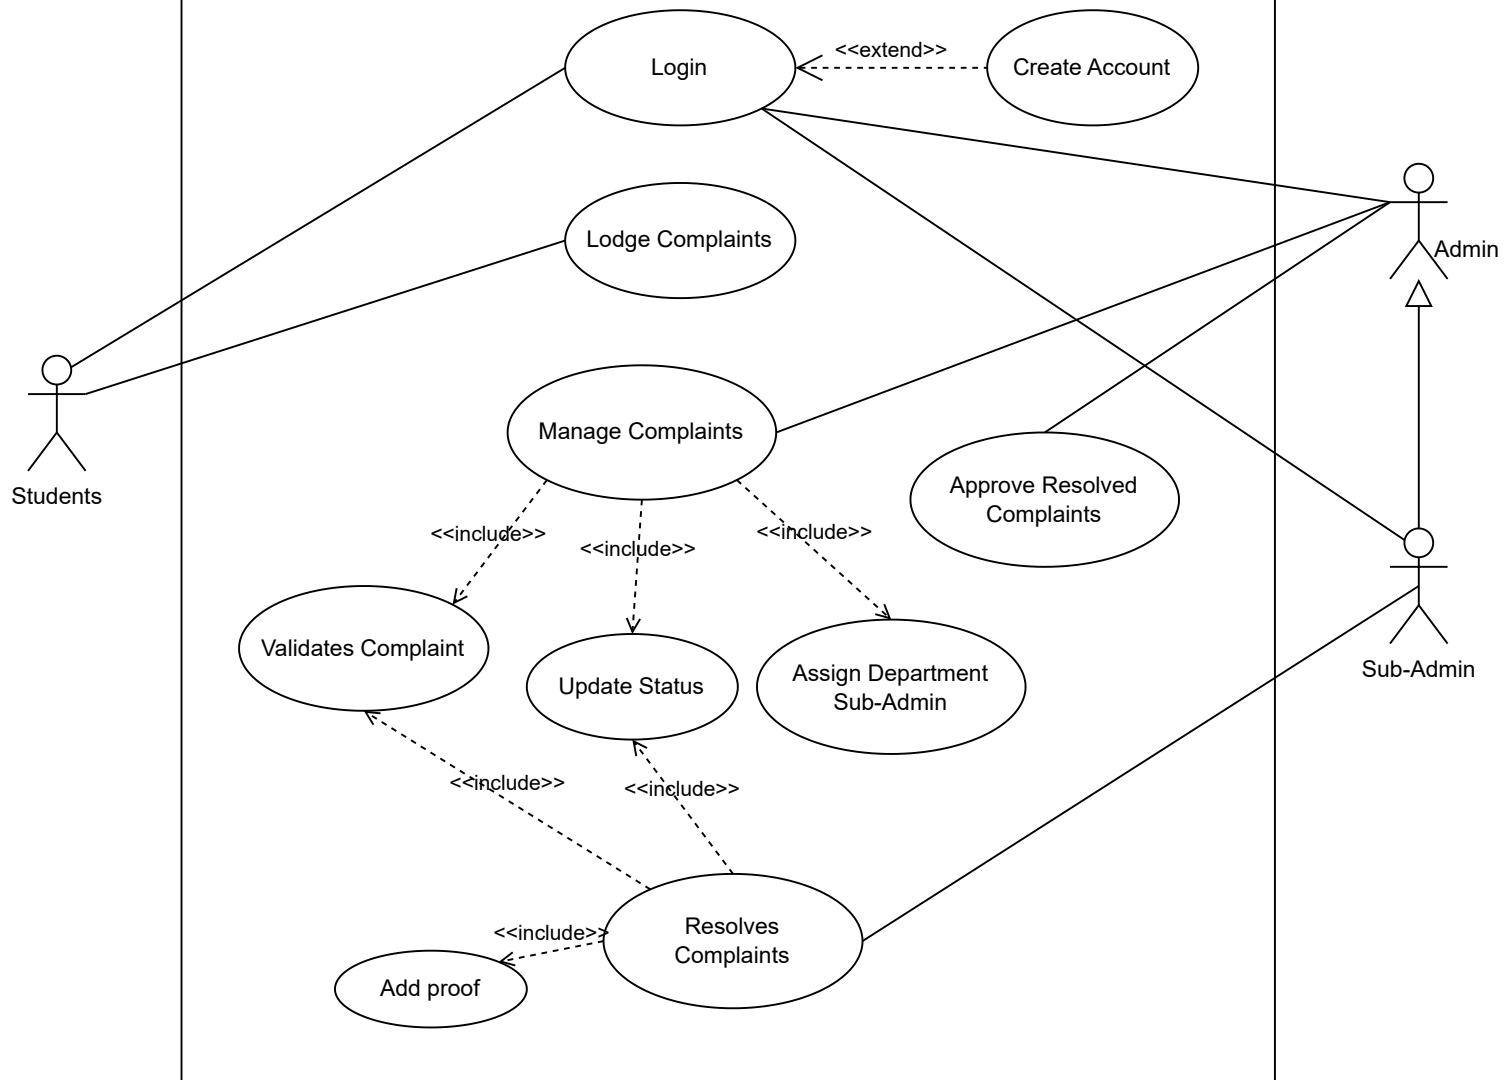 Login
<<extend>>
Create Account
Lodge Complaints
Admin
Students
Manage Complaints
Approve Resolved
Complaints
<<include>>
<<include>>
<<include>>
Validates Complaint
Update Status
Assign Department
Sub-Admin
Sub-Admin
<<include>>
<<include>>
Resolves
Complaints
<<include>>
Add proof